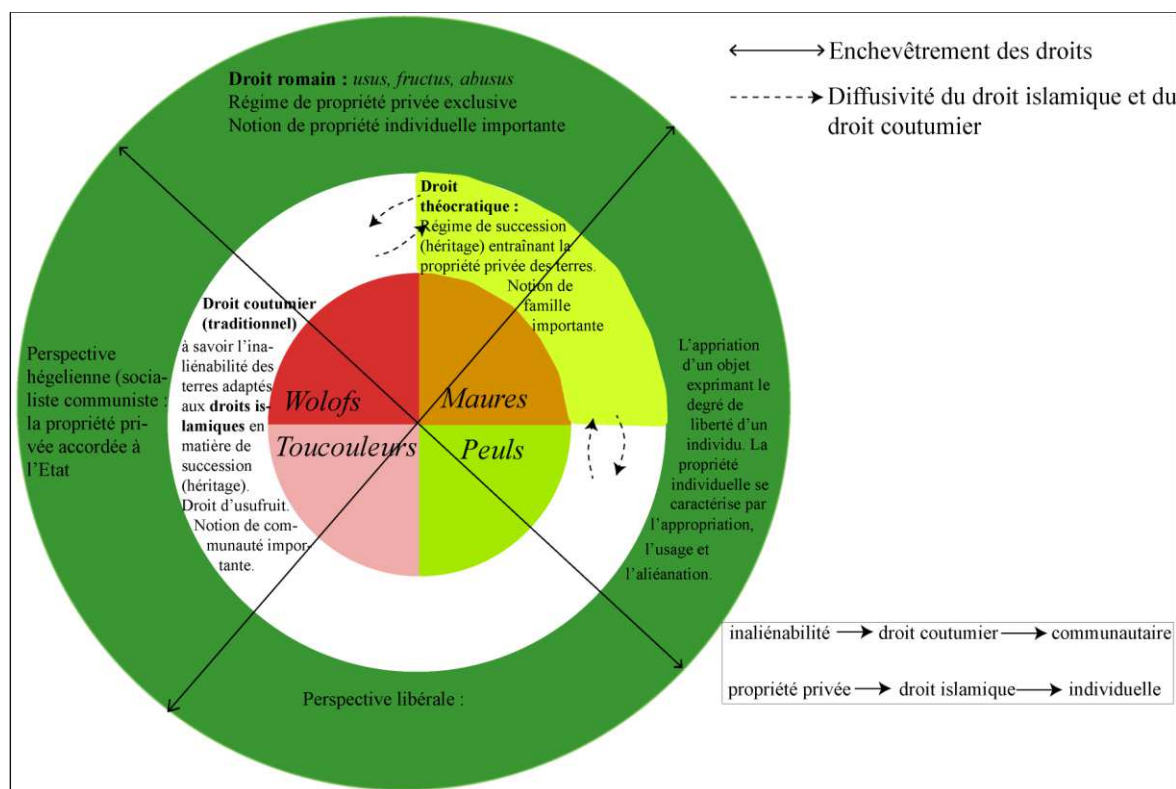 Enchevêtrement des droits
Diffusivité du droit islamique et du
droit coutumier
Droit romain : usus, fructus, abusus
Régime de propriété privée exclusive
Notion de propriété individuelle importante
Droit
théocratique :
Régime de succession
(héritage) entraînant la
propriété privée des terres.
Notion de
famille
importante
Droit coutumier
(traditionnel)
à savoir l'ina-
liénabilité des
terres adaptés
aux droits is-
lamiques en
matière de
succession
(héritage).
Droit d'usufruit.
Notion de com-
munauté impor-
tante.
Perspective
hégelienne (socia-
liste communiste :
la propriété pri-
vée accordée à
l'Etat
Wolofs
Maures
Toucouleurs
Peuls
L'appriation
d'un objet
exprimant le
degré de
liberté d'un
individu. La
propriété
individuelle se
caractérise par
l'appropriation,
l'usage et
l'aliéanation.
Perspective libérale :
inaliénabilité droit coutumier communautaire
propriété privée droit islamique individuelle